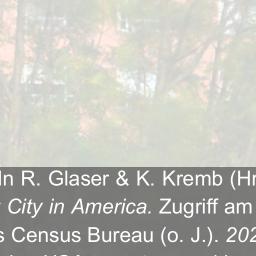 In R. Glaser & K. Kremb (Hr
City in America. Zugriff am
s Census Bureau (o. J.). 202